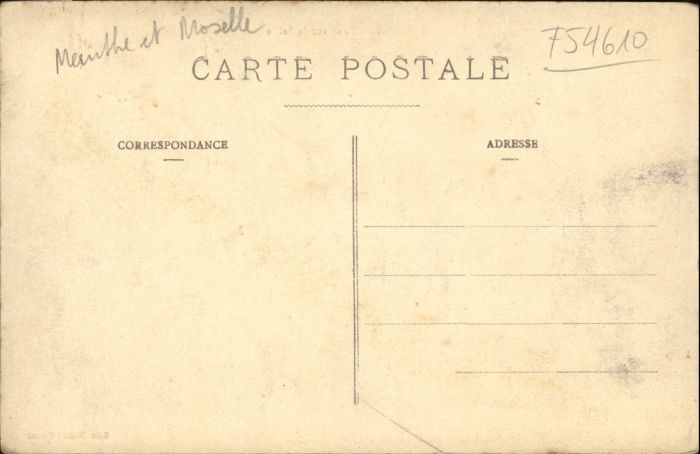 Meurthe et Moselle
F54610
CARTE POSTALE
CORRESPONDANCE
ADRESSE